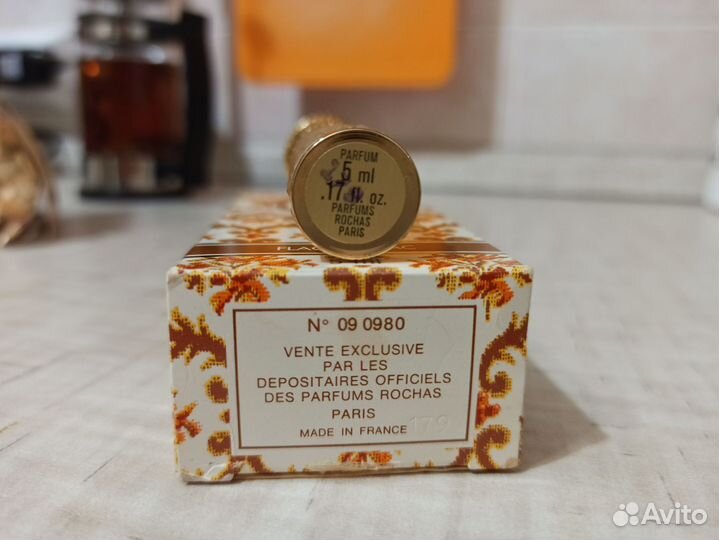 PARFUM
5 ml
.17 fl. oz.
PARFUMS
ROCHAS
PARIS
N° 09 0980
VENTE EXCLUSIVE
PAR LES
DEPOSITAIRES OFFICIELS
DES PARFUMS ROCHAS
PARIS
MADE IN FRANCE
179
Avito